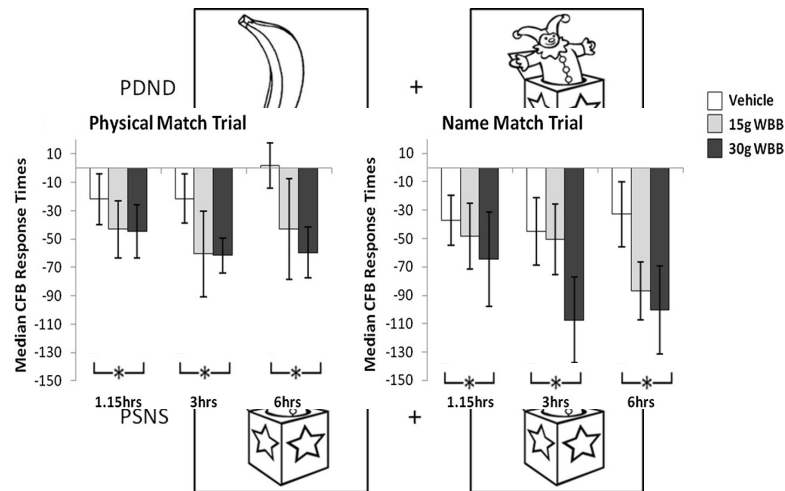 PDND
+
Physical Match Trial
Name Match Trial
Vehicle
15g WBB
30g WBB
Median CFB Response Times
10
-10
-30
-50
-70
-90
-110
-130
-150
*
*
*
1.15hrs
3hrs
6hrs
Median CFB Response Times
10
-10
-30
-50
-70
-90
-110
-130
-150
*
*
*
1.15hrs
3hrs
6hrs
PSNS
+